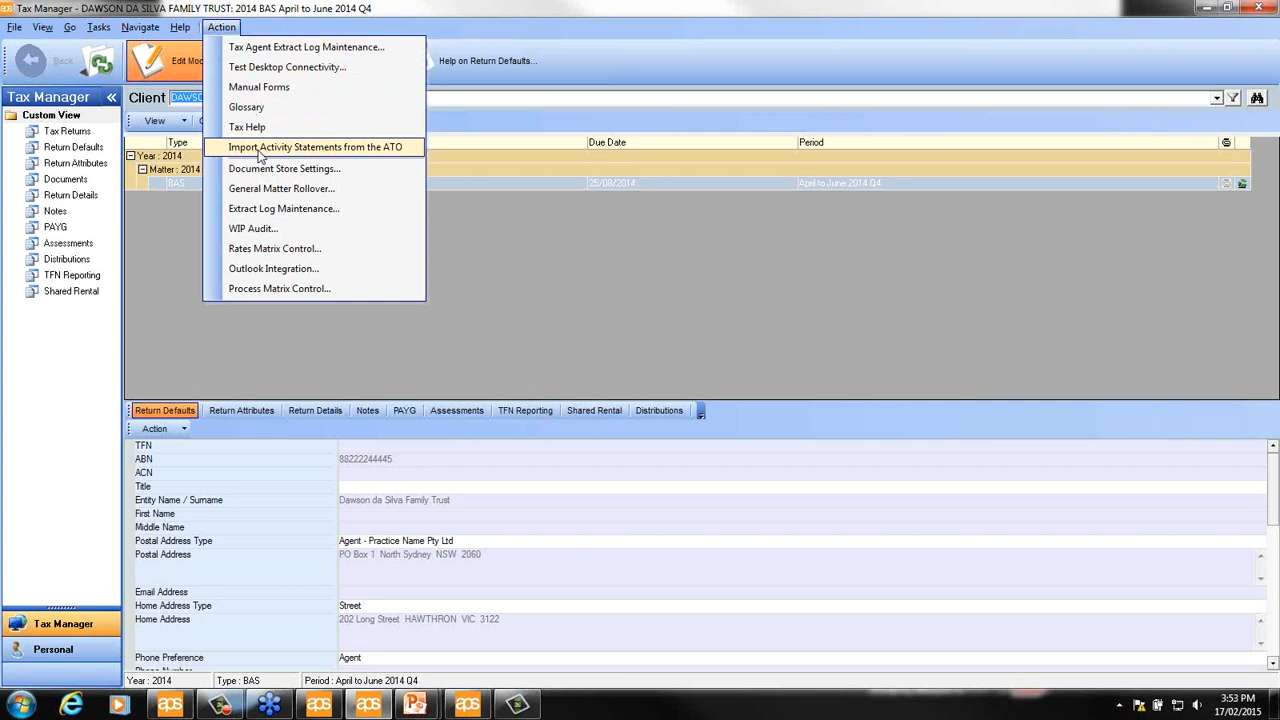 Tax Manager - DAWSON DA SILVA FAMILY TRUST: 2014 BAS April to June 2014 Q4
File View Go Tasks Navigate Help Action
Back
Help on Return Defaults...
Tax Manager
Client
Custom View
Tax Returns
Return Defaults
Return Attributes
Documents
Return Details
Notes
PAYG
Assessments
Distributions
TFN Reporting
Shared Rental
Tax Manager
Personal
Tax Agent Extract Log Maintenance...
Test Desktop Connectivity...
Manual Forms
Glossary
Tax Help
Import Activity Statements from the ATO
Document Store Settings...
General Matter Rollover...
Extract Log Maintenance...
WIP Audit...
Rates Matrix Control...
Outlook Integration...
Process Matrix Control...
View
Type Due Date Period
Year : 2014
Matter : 2014
BAS 25/08/2014 April to June 2014 Q4
Return Defaults Return Attributes Return Details Notes PAYG Assessments TFN Reporting Shared Rental Distributions
Action
TFN
ABN 88222244445
ACN
Title
Entity Name / Surname Dawson da Silva Family Trust
First Name
Middle Name
Postal Address Type Agent - Practice Name Pty Ltd
Postal Address PO Box 1 North Sydney NSW 2060
Email Address
Home Address Type Street
Home Address 202 Long Street HAWTHRON VIC 3122
Phone Preference Agent
Year : 2014 Type : BAS Period : April to June 2014 Q4
aps aps aps aps
3:53 PM
17/02/2015